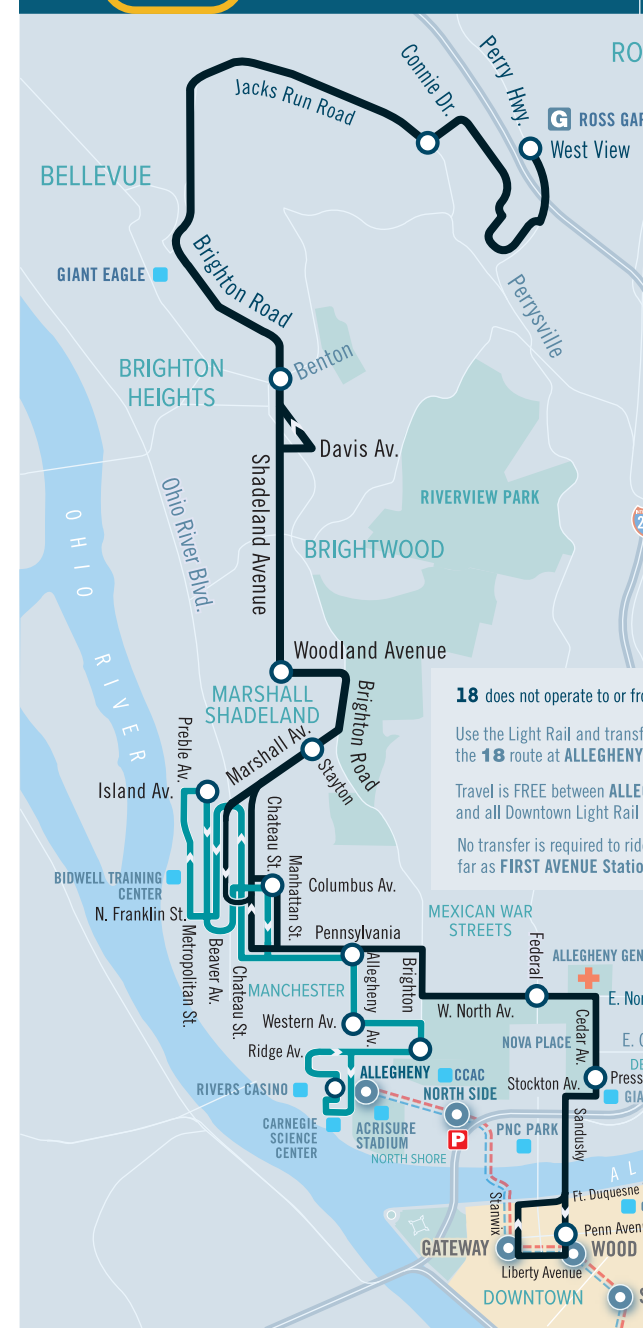 RO
Perry Hwy.
Connie Dr.
Jacks Run Road
G ROSS GAR
West View
BELLEVUE
Brighton Road
GIANT EAGLE
Perrysville
BRIGHTON
HEIGHTS
Benton
Davis Av.
Shadeland Avenue
Ohio River Blvd.
RIVERVIEW PARK
OHIO RIVER
BRIGHTWOOD
2
Woodland Avenue
MARSHALL
SHADELAND
Brighton Road
18 does not operate to or fro
Use the Light Rail and transf
the 18 route at ALLEGHENY
Travel is FREE between ALLE
and all Downtown Light Rail
No transfer is required to rid
far as FIRST AVENUE Statio
Preble Av.
Marshall Av.
Stayton
Island Av.
Chateau St.
Manhattan St.
BIDWELL TRAINING
CENTER
Columbus Av.
N. Franklin St.
MEXICAN WAR
STREETS
Pennsylvania
Federal
ALLEGHENY GEN
Metropolitan St.
Beaver Av.
Chateau St.
Allegheny Av.
Brighton
MANCHESTER
W. North Av.
E. Nor
Cedar Av.
Western Av.
NOVA PLACE
E. O
Ridge Av.
DE
ALLEGHENY
CCAC
Stockton Av.
Press
RIVERS CASINO
NORTH SIDE
GIA
Sandusky
CARNEGIE
SCIENCE
CENTER
ACRISURE
STADIUM
P
PNC PARK
NORTH SHORE
A L
Stanwix
Ft. Duquesne
Penn Aven
GATEWAY
WOOD
Liberty Avenue
DOWNTOWN
S